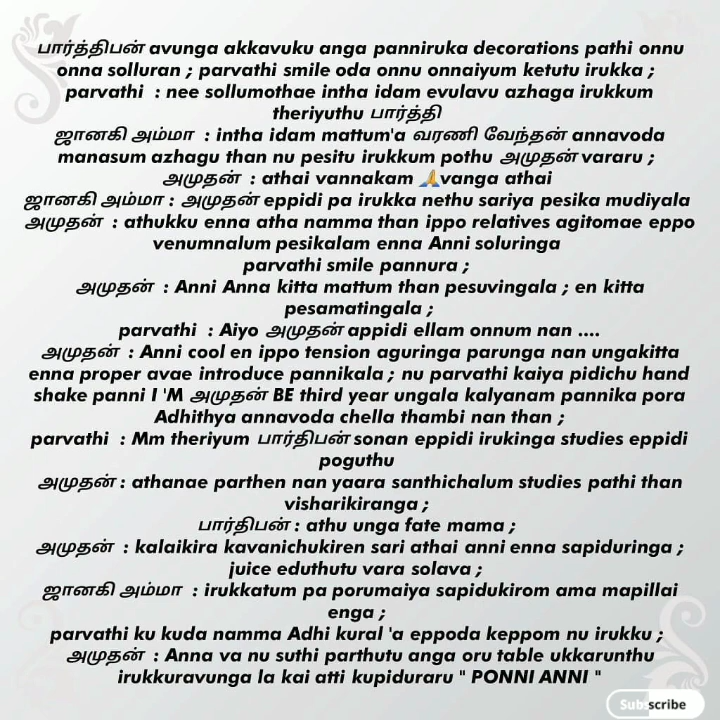 பார்த்திபன் avunga akkavuku anga panniruka decorations pathi onnu
onna solluran ; parvathi smile oda onnu onnaiyum ketutu irukka ;
parvathi : nee sollumothae intha idam evulavu azhaga irukkum
theriyuthu பார்த்தி
ஜானகி அம்மா : intha idam mattum'a வரணி வேந்தன் annavoda
manasum azhagu than nu pesitu irukkum pothu அமுதன் vararu ;
அமுதன் : athai vannakam 🙏vanga athai
ஜானகி அம்மா : அமுதன் eppidi pa irukka nethu sariya pesika mudiyala
அமுதன் : athukku enna atha namma than ippo relatives agitomae eppo
venumnalum pesikalam enna Anni soluringa
parvathi smile pannura ;
அமுதன் : Anni Anna kitta mattum than pesuvingala ; en kitta
pesamatingala ;
parvathi : Aiyo அமுதன் appidi ellam onnum nan ....
அமுதன் : Anni cool en ippo tension aguringa parunga nan ungakitta
enna proper avae introduce pannikala ; nu parvathi kaiya pidichu hand
shake panni I 'M அமுதன் BE third year ungala kalyanam pannika pora
Adhithya annavoda chella thambi nan than ;
parvathi : Mm theriyum பார்திபன் sonan eppidi irukinga studies eppidi
poguthu
அமுதன் : athanae parthen nan yaara santhichalum studies pathi than
visharikiranga ;
பார்திபன் : athu unga fate mama ;
அமுதன் : kalaikira kavanichukiren sari athai anni enna sapiduringa ;
juice eduthutu vara solava ;
ஜானகி அம்மா : irukkatum pa porumaiya sapidukirom ama mapillai
enga ;
parvathi ku kuda namma Adhi kural 'a eppoda keppom nu irukku ;
அமுதன் : Anna va nu suthi parthutu anga oru table ukkarunthu
irukkuravunga la kai atti kupiduraru " PONNI ANNI "
Subscribe